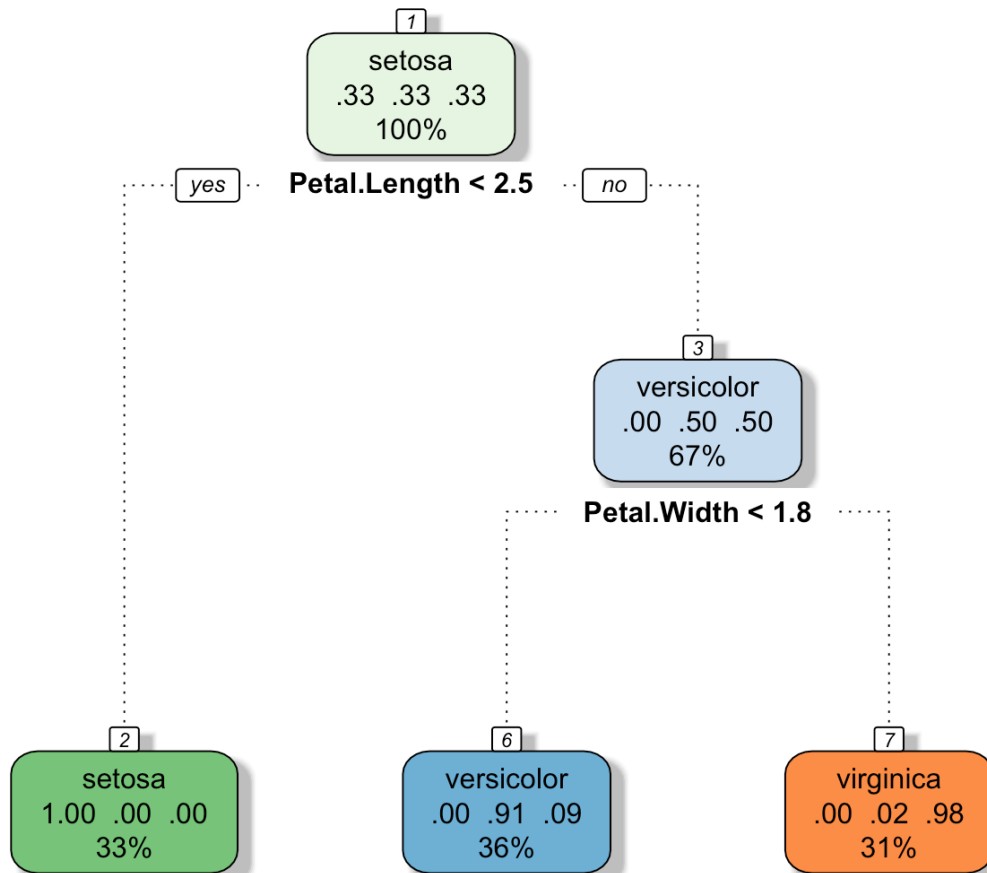 1
setosa
.33 .33 .33
100%
yes Petal.Length < 2.5 no
3
versicolor
.00 .50 .50
67%
Petal.Width < 1.8
2
setosa
1.00 .00 .00
33%
6
versicolor
.00 .91 .09
36%
7
virginica
.00 .02 .98
31%